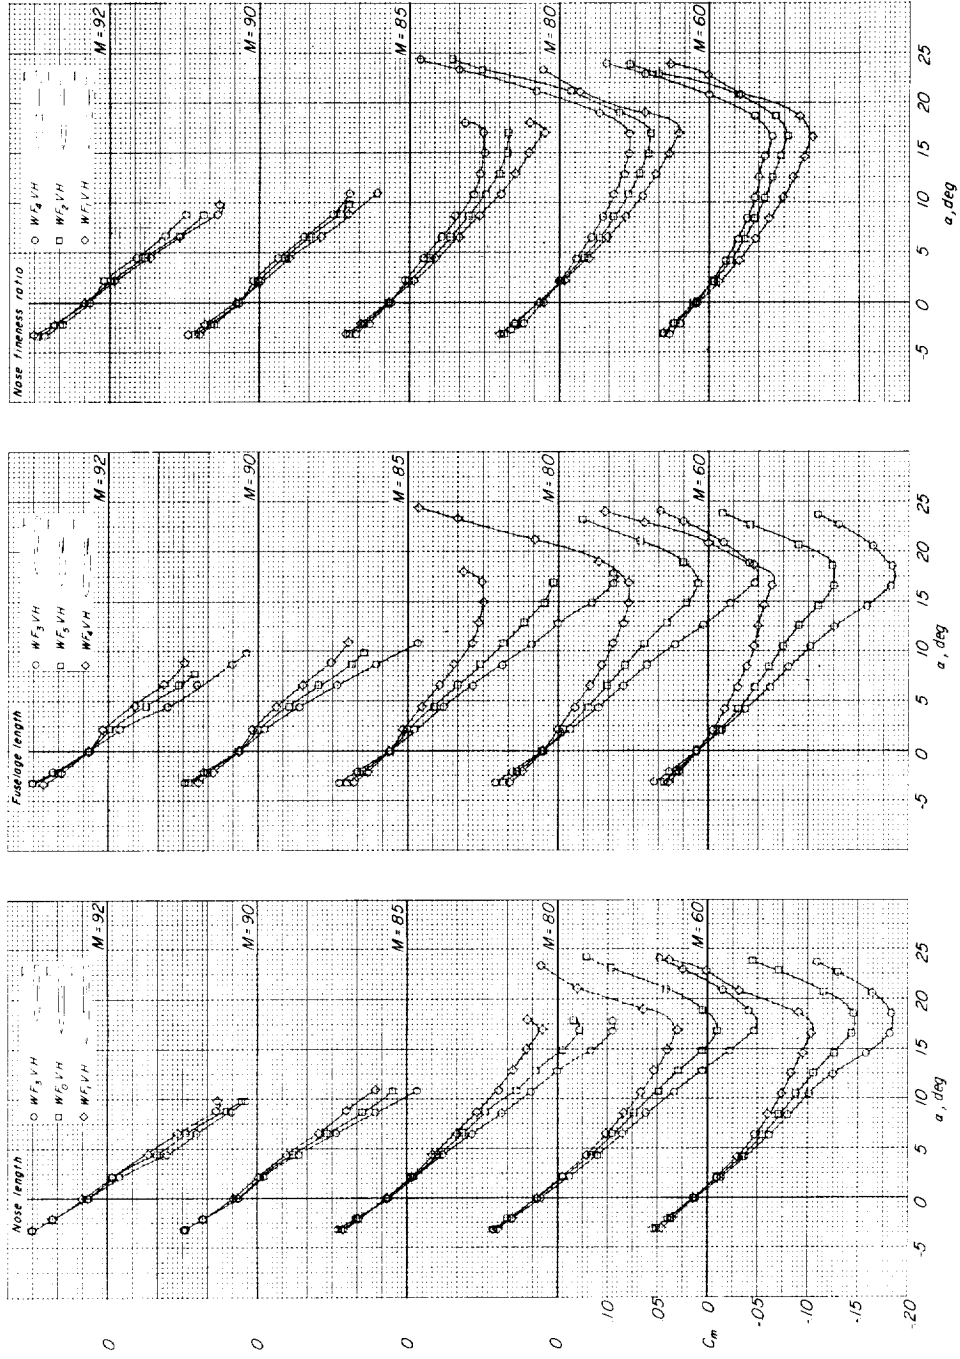 Nose fineness ratio
WF4VH
WF2VH
WF1VH
M=.92
M=.90
M=.85
M=.80
M=.60
-5 0 5 10 15 20 25
a, deg
Fuselage length
WF3VH
WF5VH
WF4VH
M=.92
M=.90
M=.85
M=.80
M=.60
-5 0 5 10 15 20 25
a, deg
Nose length
WF3VH
WF0VH
WF1VH
M=.92
M=.90
M=.85
M=.80
M=.60
0
0
0
0
.10
.05
0
-.05
-.10
-.15
-.20
Cm
-5 0 5 10 15 20 25
a, deg